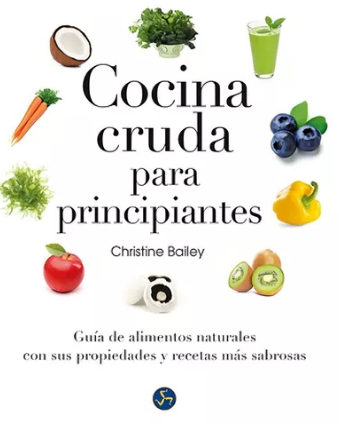 Cocina
cruda
para
principiantes
Christine Bailey
Guía de alimentos naturales
con sus propiedades y recetas más sabrosas